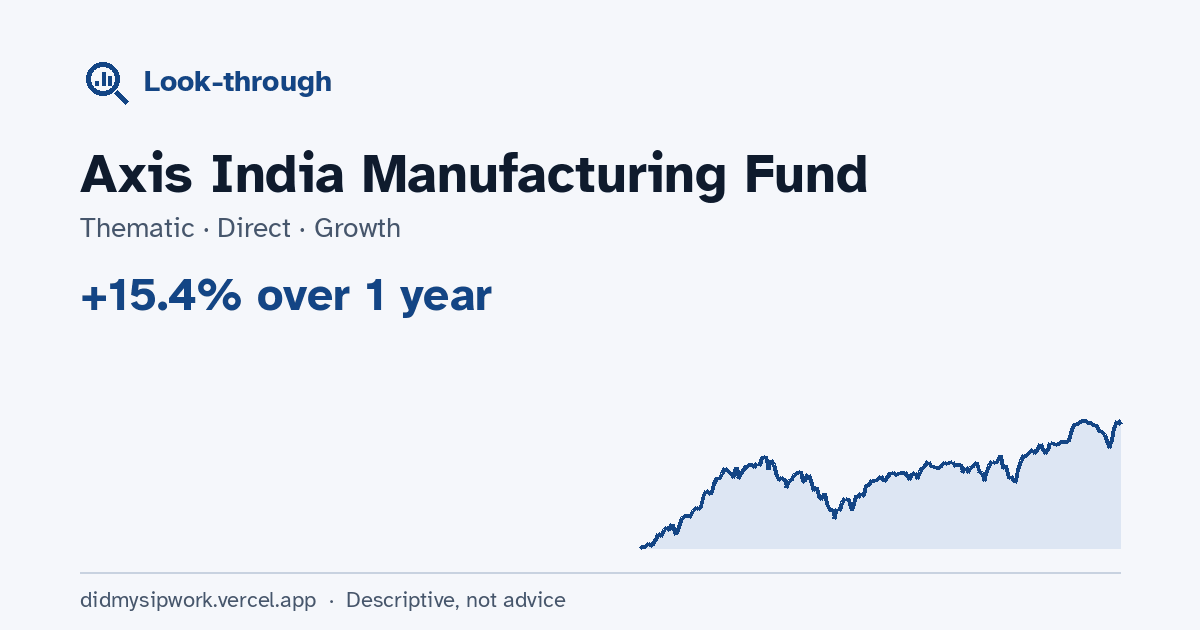 Look-through
Axis India Manufacturing Fund
Thematic · Direct · Growth
+15.4% over 1 year
didmysipwork.vercel.app · Descriptive, not advice